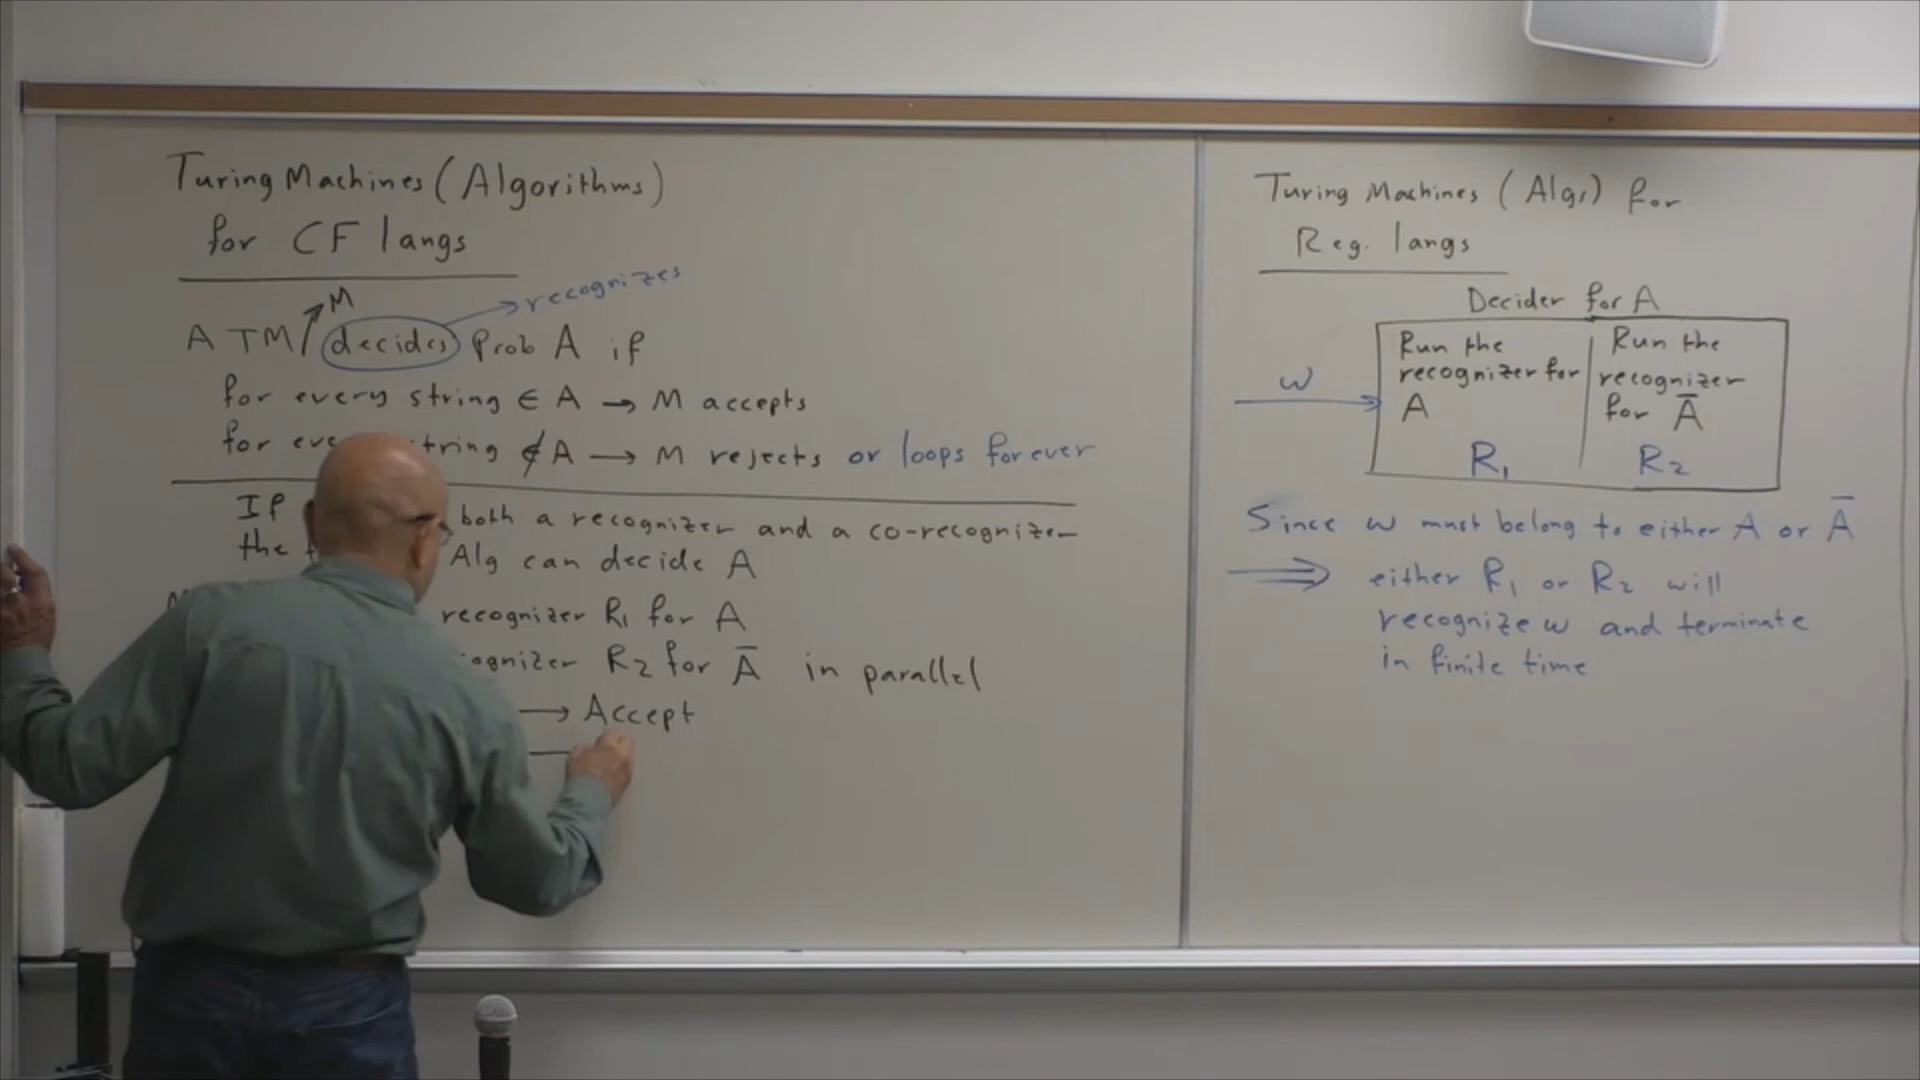 Turing Machines (Algorithms)
for CF langs
M
recognizes
A TM decides Prob A if
for every string ∈ A → M accepts
for string ∉ A → M rejects or loops forever
If both a recognizer and a co-recognizer
the Alg can decide A
recognizer R1 for A
R2 for Ā in parallel
→ Accept
Turing Machines (Algs) for
Reg. langs
Decider for A
w
Run the
recognizer for
A
R1
Run the
recognizer
for Ā
R2
Since w must belong to either A or Ā
⟹ either R1 or R2 will
recognize w and terminate
in finite time